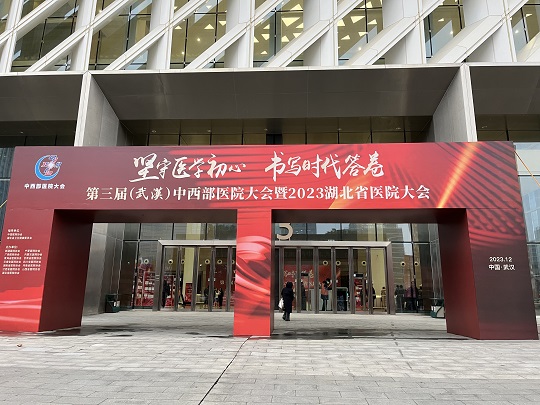 坚守医学初心 书写时代答卷
第三届(武漢)中西部医院大会暨2023湖北省医院大会
中西部医院大会
2023.12
中国·武汉